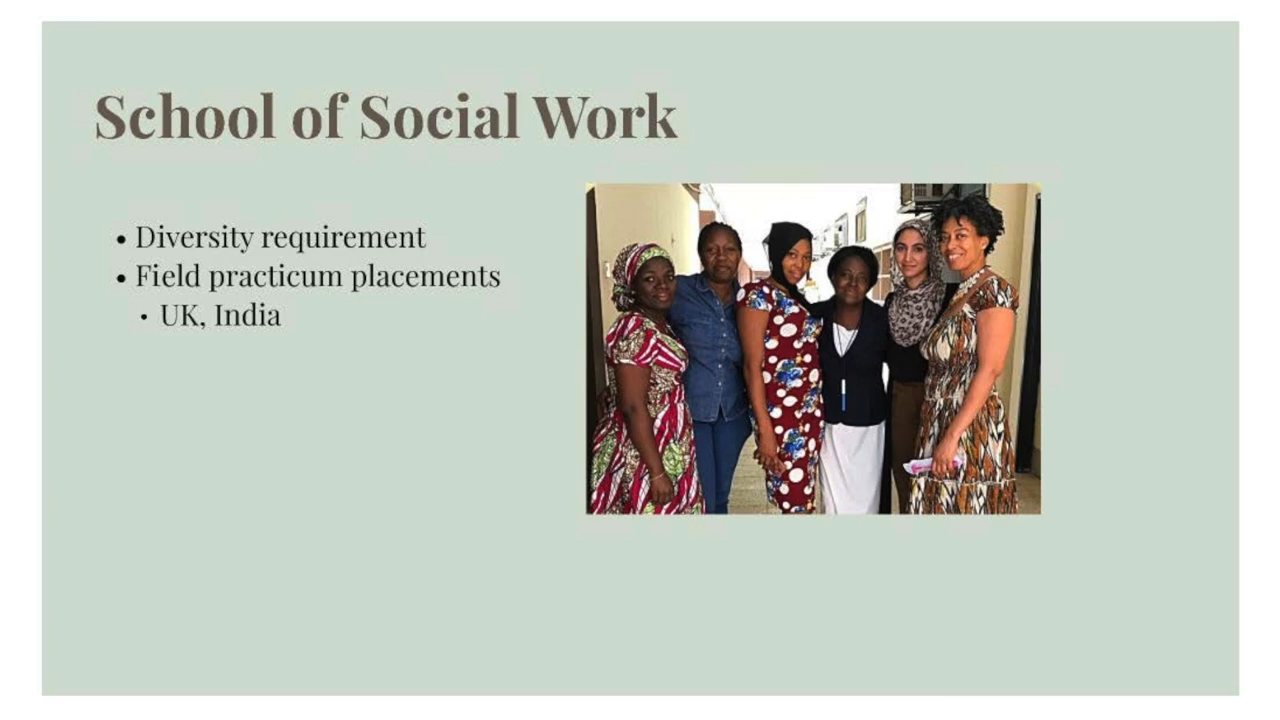 School of Social Work
• Diversity requirement
• Field practicum placements
• UK, India